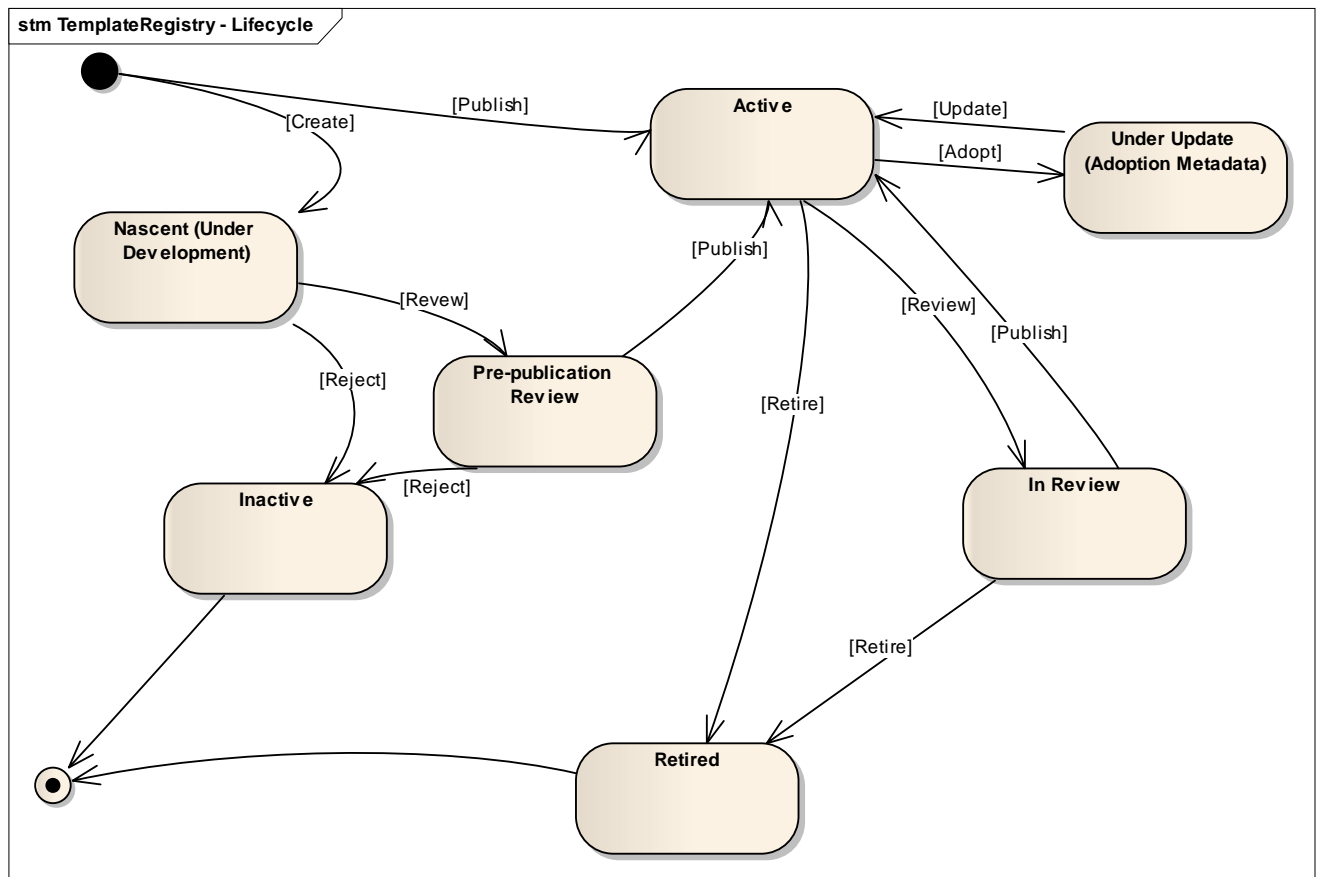 stm TemplateRegistry - Lifecycle
[Publish]
[Create]
Active
[Update]
[Adopt]
Under Update
(Adoption Metadata)
Nascent (Under
Development)
[Publish]
[Revew]
[Review]
[Publish]
[Reject]
Pre-publication
Review
[Retire]
[Reject]
Inactive
In Review
[Retire]
Retired